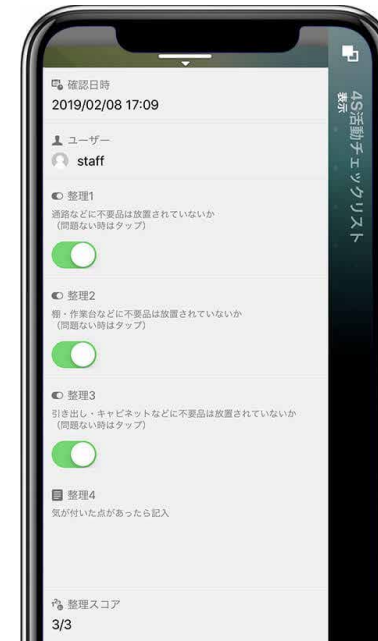 確認日時
2019/02/08 17:09
ユーザー
staff
整理1
通路などに不要品は放置されていないか
(問題ない時はタップ)
整理2
棚・作業台などに不要品は放置されていないか
(問題ない時はタップ)
整理3
引き出し・キャビネットなどに不要品は放置されていないか
(問題ない時はタップ)
整理4
気が付いた点があったら記入
整理スコア
3/3
4S活動チェックリスト
表示